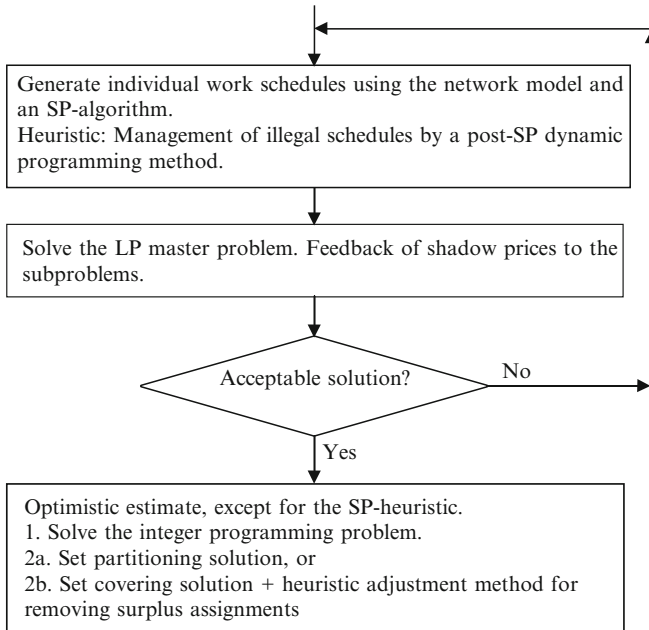 Generate individual work schedules using the network model and
an SP-algorithm.
Heuristic: Management of illegal schedules by a post-SP dynamic
programming method.
Solve the LP master problem. Feedback of shadow prices to the
subproblems.
Acceptable solution?
No
Yes
Optimistic estimate, except for the SP-heuristic.
1. Solve the integer programming problem.
2a. Set partitioning solution, or
2b. Set covering solution + heuristic adjustment method for
removing surplus assignments